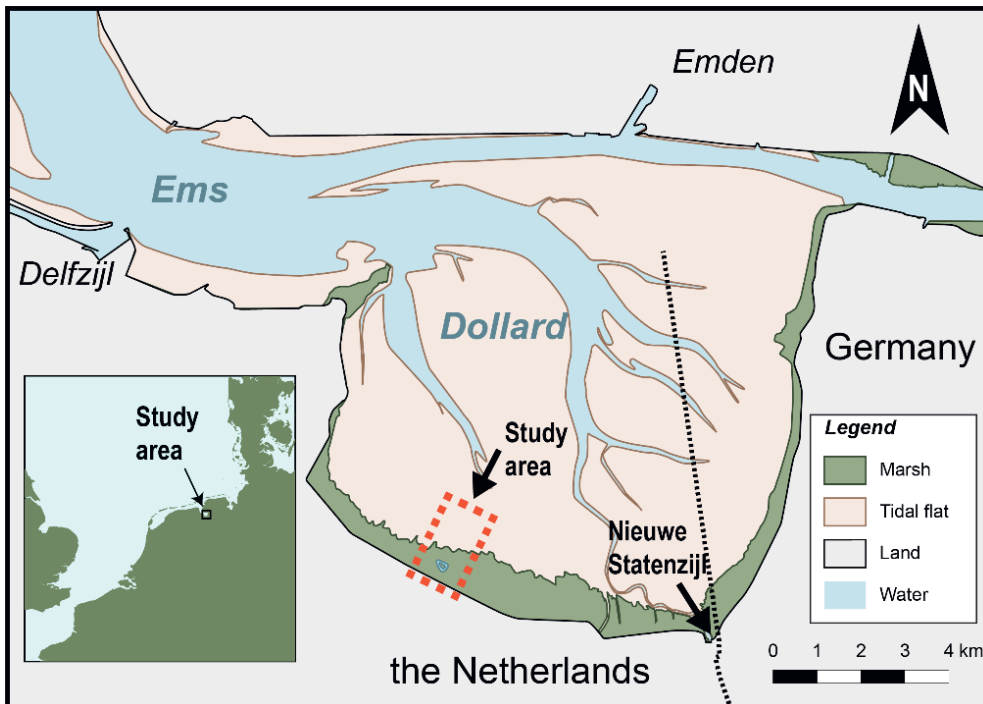 Emden
N
Ems
Delfzijl
Dollard
Germany
Study
area
Study
area
Legend
Marsh
Tidal flat
Land
Water
Nieuwe
Statenzijl
the Netherlands
0 1 2 3 4 km